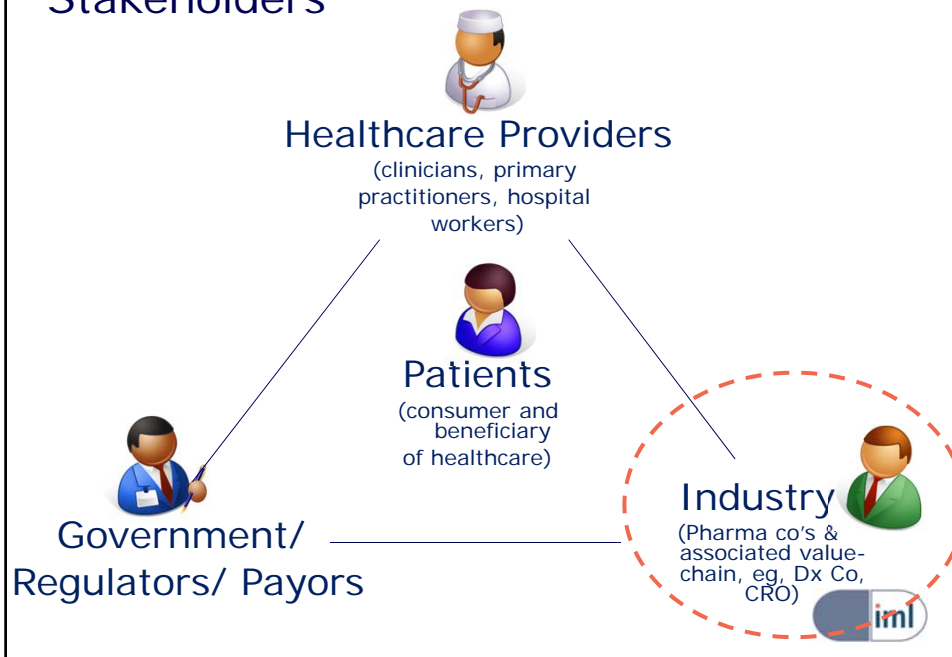 Stakeholders
Healthcare Providers
(clinicians, primary
practitioners, hospital
workers)
Patients
(consumer and
beneficiary
of healthcare)
Government/
Regulators/ Payors
Industry
(Pharma co's &
associated value-
chain, eg, Dx Co,
CRO)
iml